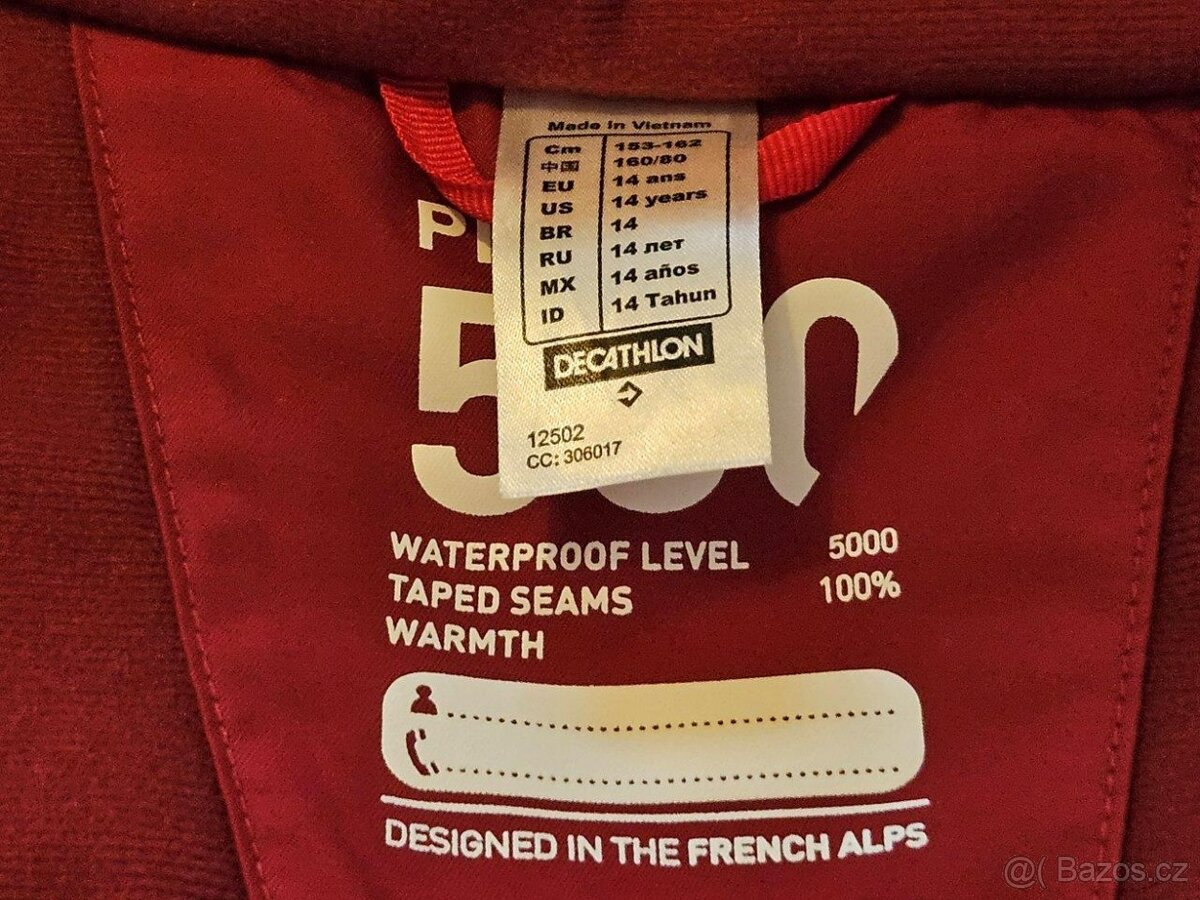 Made in Vietnam
Cm 153-162
中国 160/80
EU 14 ans
US 14 years
BR 14
RU 14 лет
MX 14 años
ID 14 Tahun
DECATHLON
12502
CC: 306017
500
WATERPROOF LEVEL 5000
TAPED SEAMS 100%
WARMTH
DESIGNED IN THE FRENCH ALPS
@( Bazos.cz